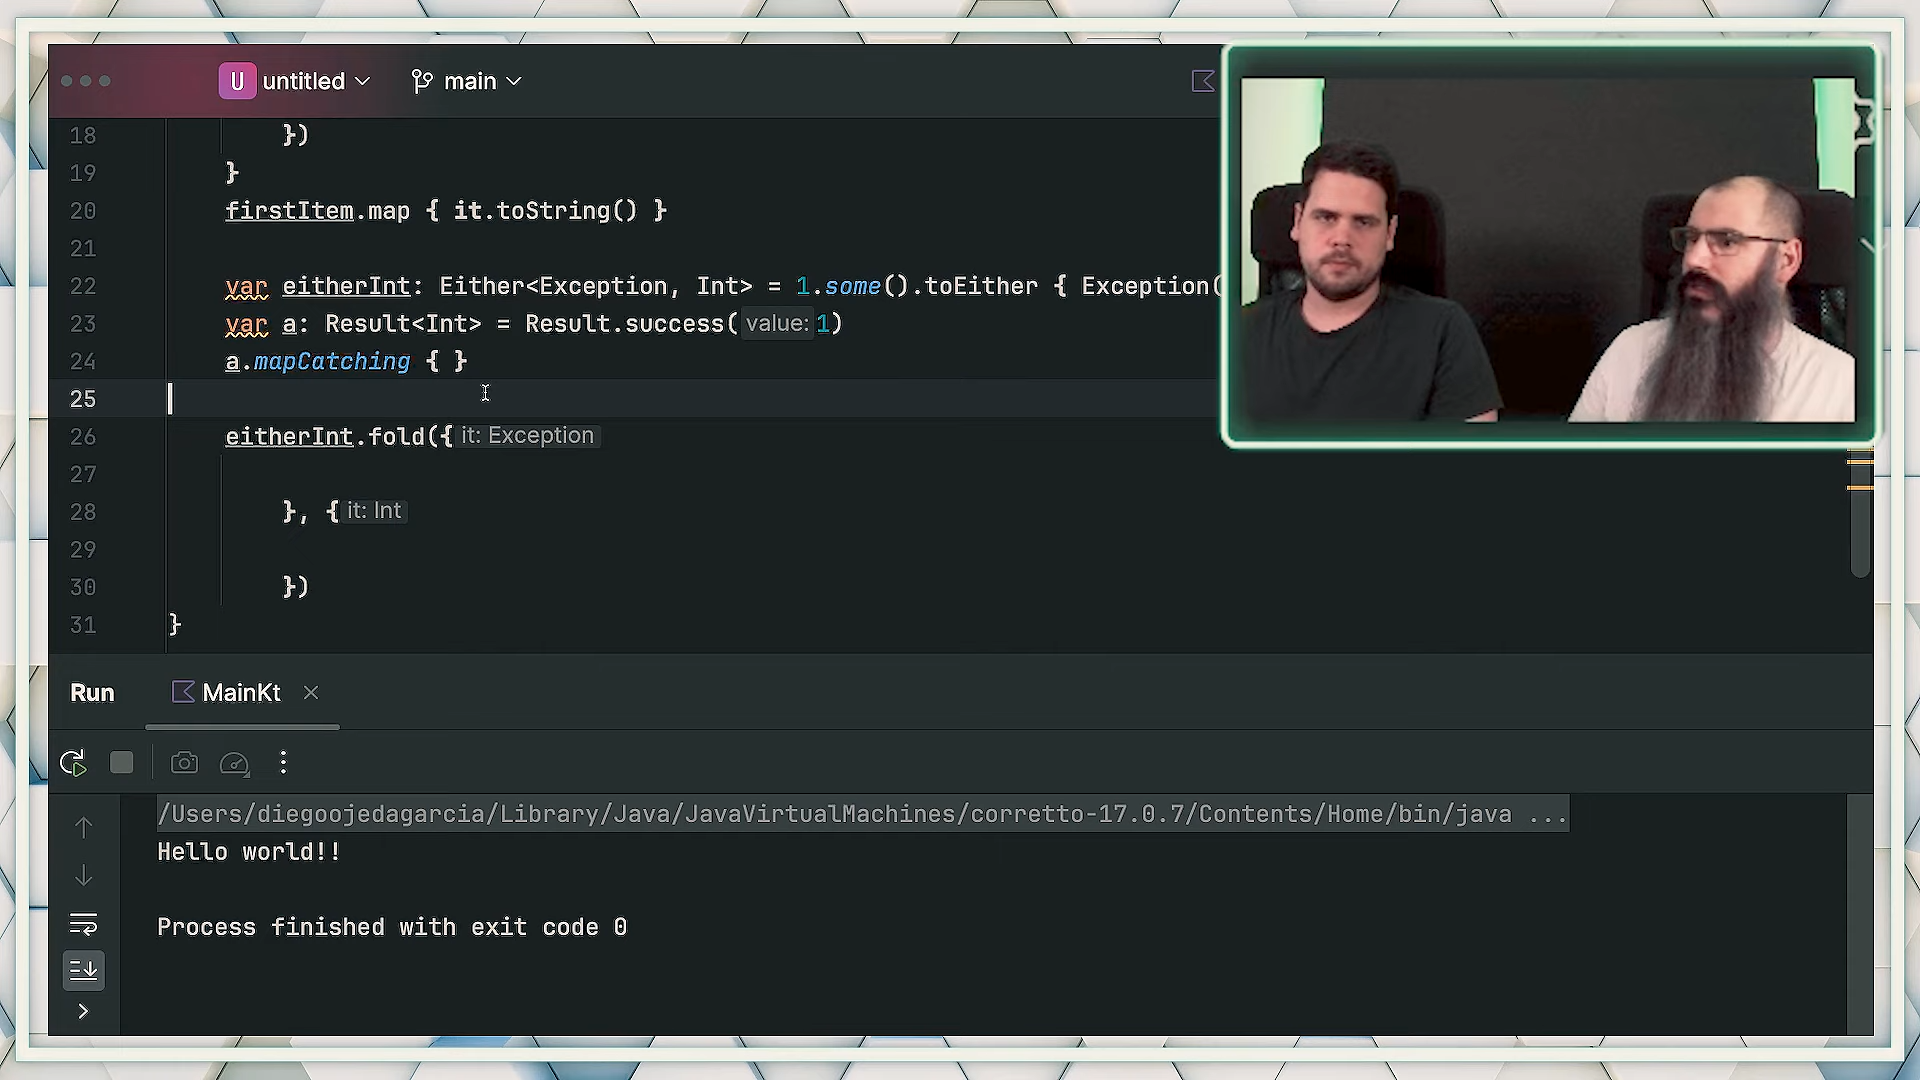 U untitled main
18 })
19 }
20 firstItem.map { it.toString() }
21
22 var eitherInt: Either<Exception, Int> = 1.some().toEither { Exception(
23 var a: Result<Int> = Result.success( value: 1)
24 a.mapCatching { }
25
26 eitherInt.fold({ it: Exception
27
28 }, { it: Int
29
30 })
31 }
Run MainKt
/Users/diegoojedagarcia/Library/Java/JavaVirtualMachines/corretto-17.0.7/Contents/Home/bin/java ...
Hello world!!
Process finished with exit code 0